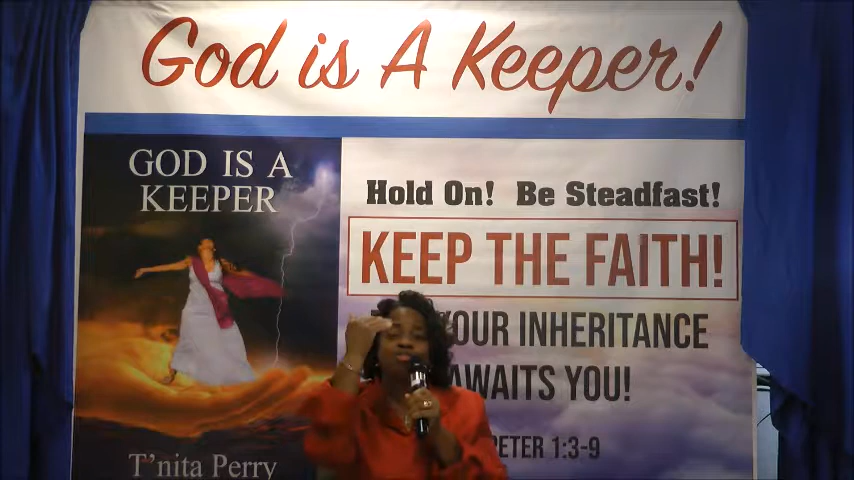 God is A Keeper!
GOD IS A
KEEPER
T'nita Perry
Hold On! Be Steadfast!
KEEP THE FAITH!
YOUR INHERITANCE
AWAITS YOU!
PETER 1:3-9